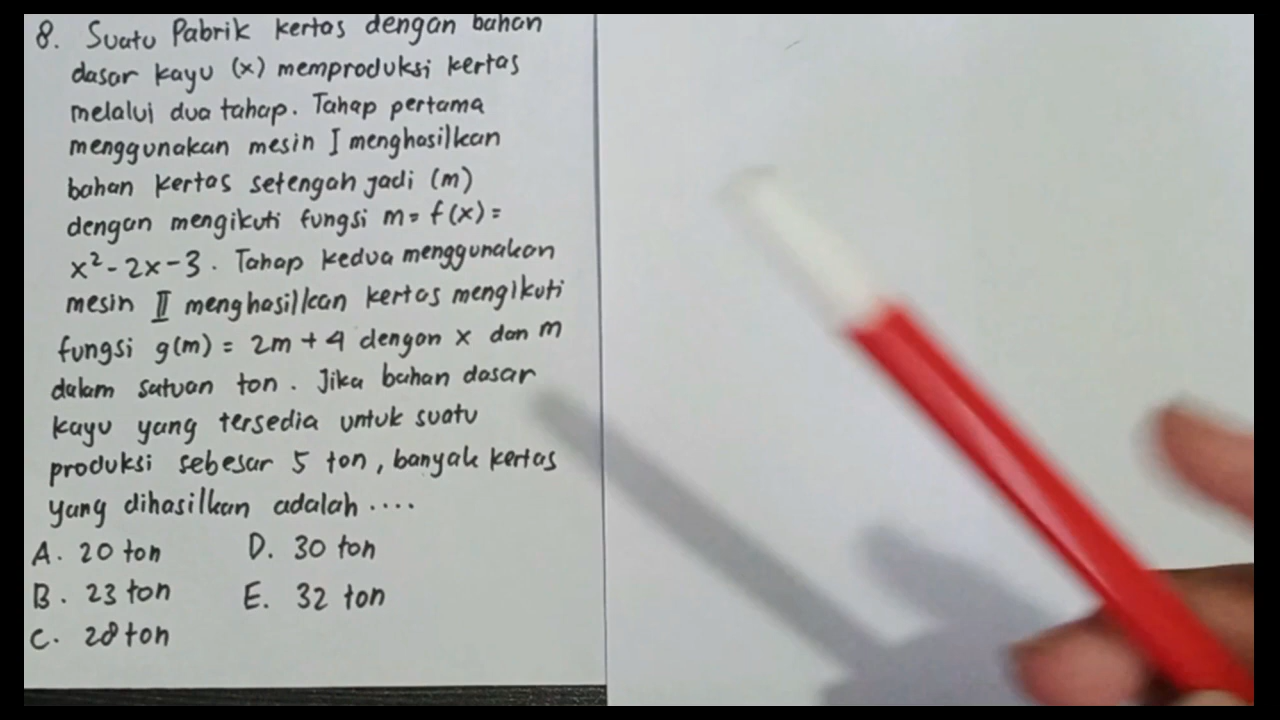 8. Suatu Pabrik kertas dengan bahan
dasar kayu (x) memproduksi kertas
melalui dua tahap. Tahap pertama
menggunakan mesin I menghasilkan
bahan kertas setengah jadi (m)
dengan mengikuti fungsi m = f(x) =
x² - 2x - 3. Tahap kedua menggunakan
mesin II menghasilkan kertas mengikuti
fungsi g(m) = 2m + 4 dengan x dan m
dalam satuan ton. Jika bahan dasar
kayu yang tersedia untuk suatu
produksi sebesar 5 ton, banyak kertas
yang dihasilkan adalah ....
A. 20 ton D. 30 ton
B. 23 ton E. 32 ton
C. 28 ton